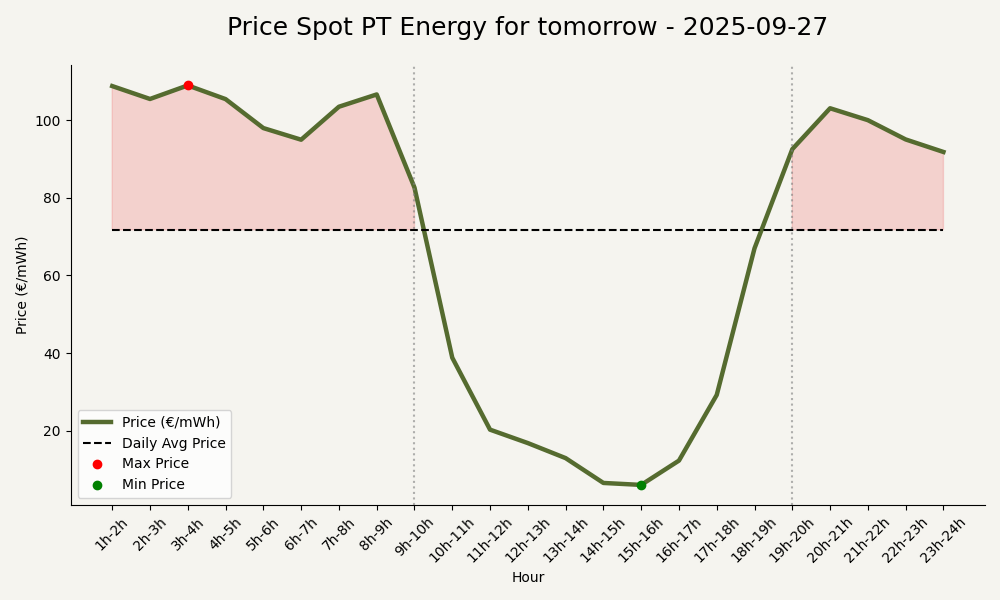 Price Spot PT Energy for tomorrow - 2025-09-27
Price (€/mWh)
100
80
60
40
20
Price (€/mWh)
Daily Avg Price
Max Price
Min Price
1h-2h
2h-3h
3h-4h
4h-5h
5h-6h
6h-7h
7h-8h
8h-9h
9h-10h
10h-11h
11h-12h
12h-13h
13h-14h
14h-15h
15h-16h
16h-17h
17h-18h
18h-19h
19h-20h
20h-21h
21h-22h
22h-23h
23h-24h
Hour